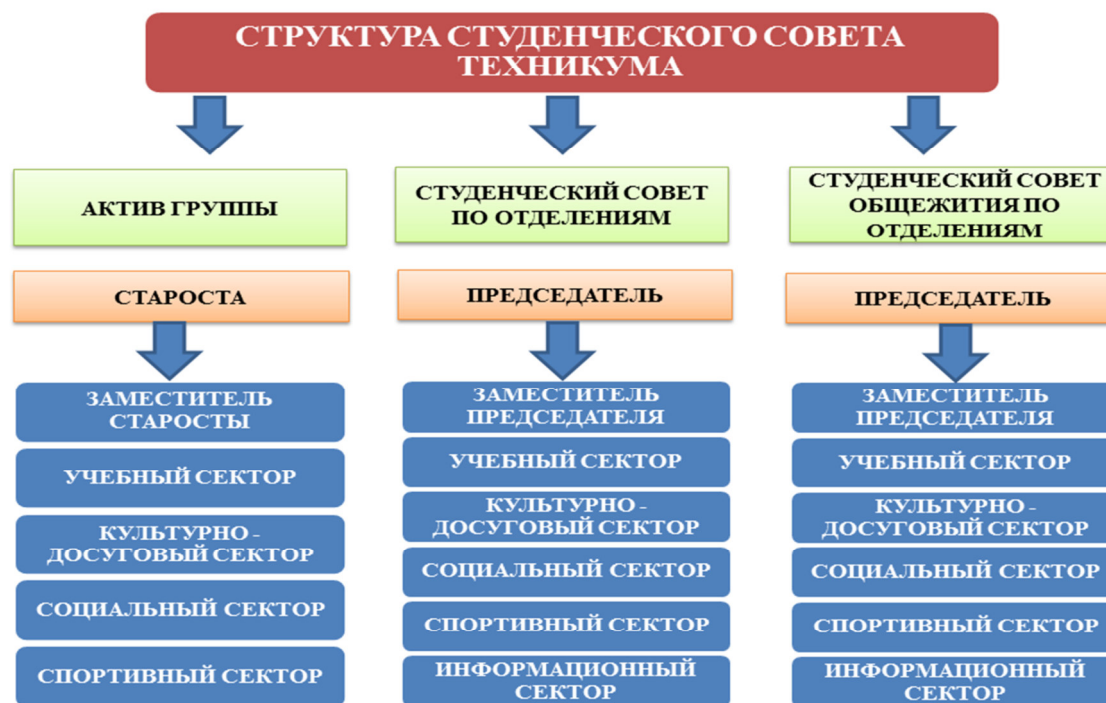 СТРУКТУРА СТУДЕНЧЕСКОГО СОВЕТА
ТЕХНИКУМА
АКТИВ ГРУППЫ
СТАРОСТА
ЗАМЕСТИТЕЛЬ
СТАРОСТЫ
УЧЕБНЫЙ СЕКТОР
КУЛЬТУРНО -
ДОСУГОВЫЙ СЕКТОР
СОЦИАЛЬНЫЙ СЕКТОР
СПОРТИВНЫЙ СЕКТОР
СТУДЕНЧЕСКИЙ СОВЕТ
ПО ОТДЕЛЕНИЯМ
ПРЕДСЕДАТЕЛЬ
ЗАМЕСТИТЕЛЬ
ПРЕДСЕДАТЕЛЯ
УЧЕБНЫЙ СЕКТОР
КУЛЬТУРНО -
ДОСУГОВЫЙ СЕКТОР
СОЦИАЛЬНЫЙ СЕКТОР
СПОРТИВНЫЙ СЕКТОР
ИНФОРМАЦИОННЫЙ
СЕКТОР
СТУДЕНЧЕСКИЙ СОВЕТ
ОБЩЕЖИТИЯ ПО
ОТДЕЛЕНИЯМ
ПРЕДСЕДАТЕЛЬ
ЗАМЕСТИТЕЛЬ
ПРЕДСЕДАТЕЛЯ
УЧЕБНЫЙ СЕКТОР
КУЛЬТУРНО -
ДОСУГОВЫЙ СЕКТОР
СОЦИАЛЬНЫЙ СЕКТОР
СПОРТИВНЫЙ СЕКТОР
ИНФОРМАЦИОННЫЙ
СЕКТОР